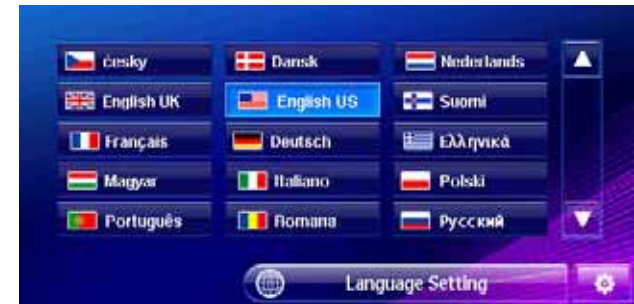 česky Dansk Nederlands
English UK English US Suomi
Français Deutsch Ελληνικά
Magyar Italiano Polski
Português Romana Русский
Language Setting